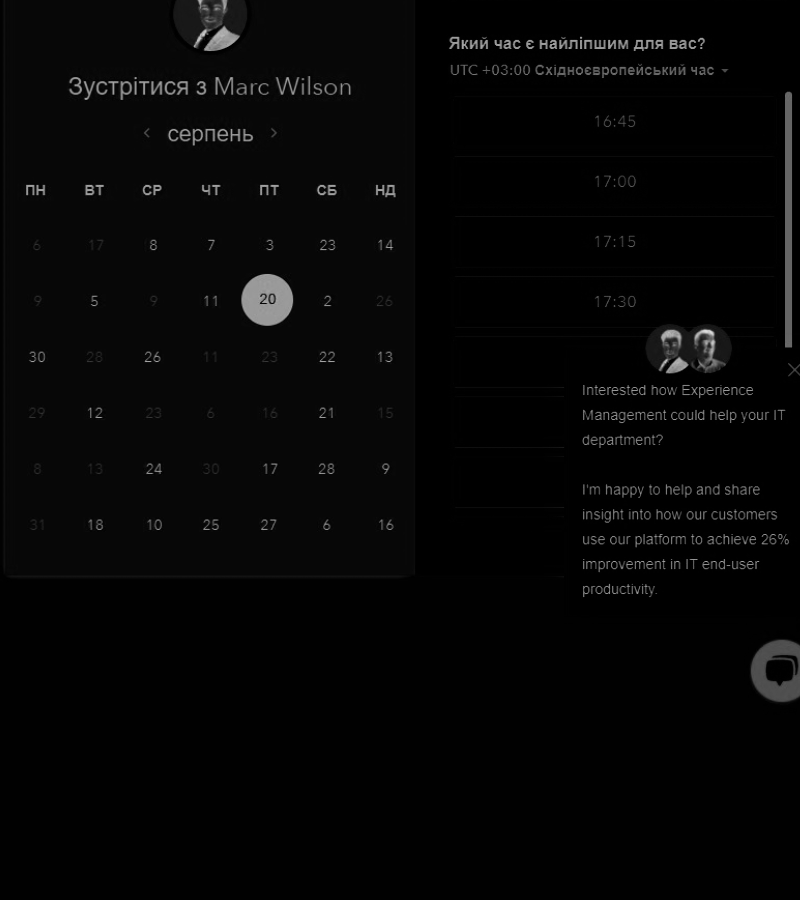 Зустрітися з Marc Wilson
серпень
ПН ВТ СР ЧТ ПТ СБ НД
6 17 8 7 3 23 14
9 5 9 11 20 2 26
30 28 26 11 23 22 13
29 12 23 6 16 21 15
8 13 24 30 17 28 9
31 18 10 25 27 6 16
Який час є найліпшим для вас?
UTC +03:00 Східноєвропейський час
16:45
17:00
17:15
17:30
Interested how Experience
Management could help your IT
department?
I'm happy to help and share
insight into how our customers
use our platform to achieve 26%
improvement in IT end-user
productivity.